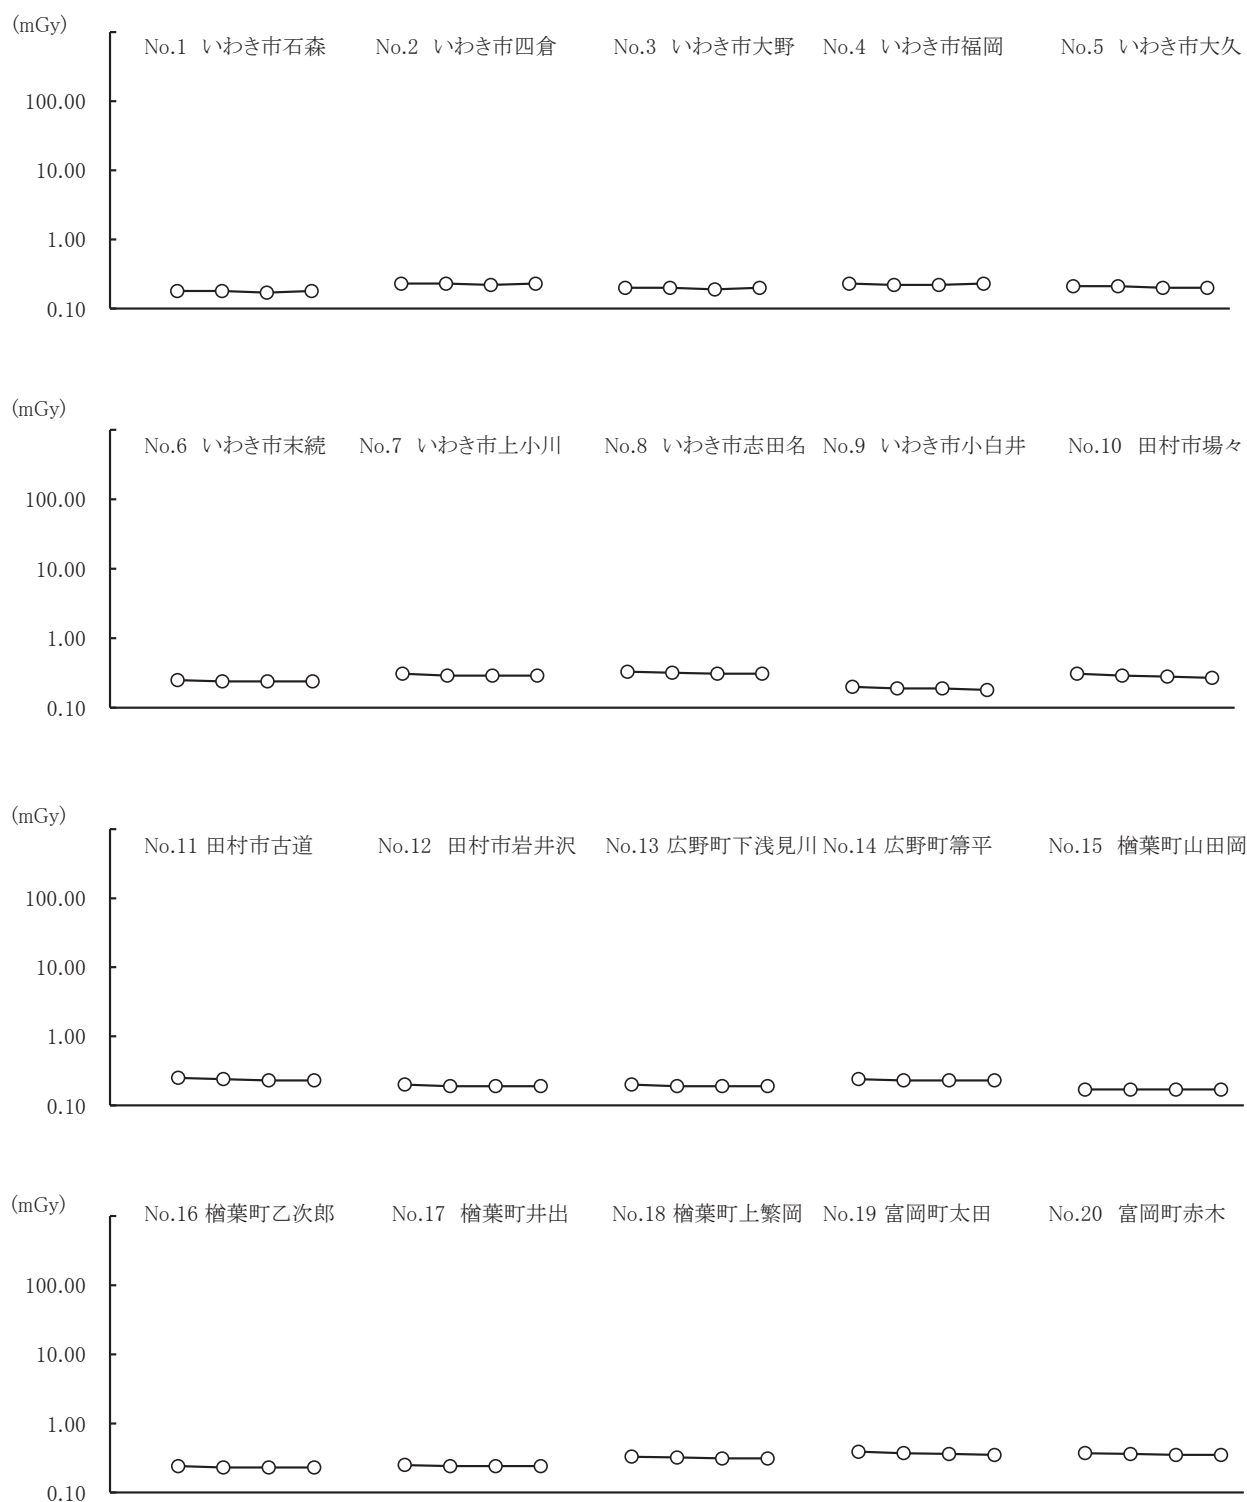 (mGy)
No.1 いわき市石森 No.2 いわき市四倉 No.3 いわき市大野 No.4 いわき市福岡 No.5 いわき市大久
100.00
10.00
1.00
0.10
(mGy)
No.6 いわき市末続 No.7 いわき市上小川 No.8 いわき市志田名 No.9 いわき市小白井 No.10 田村市場々
100.00
10.00
1.00
0.10
(mGy)
No.11 田村市古道 No.12 田村市岩井沢 No.13 広野町下浅見川 No.14 広野町箒平 No.15 楢葉町山田岡
100.00
10.00
1.00
0.10
(mGy)
No.16 楢葉町乙次郎 No.17 楢葉町井出 No.18 楢葉町上繁岡 No.19 富岡町太田 No.20 富岡町赤木
100.00
10.00
1.00
0.10